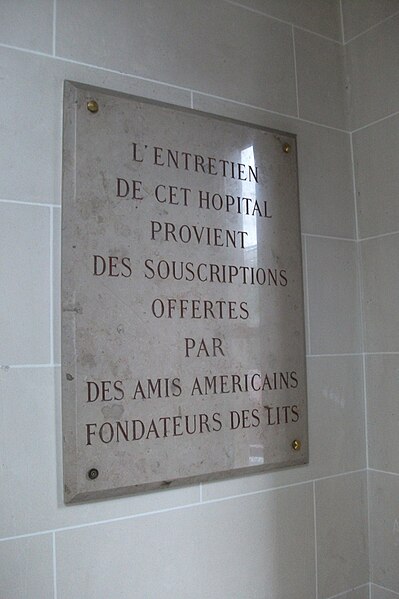 L'ENTRETIEN
DE CET HOPITAL
PROVIENT
DES SOUSCRIPTIONS
OFFERTES
PAR
DES AMIS AMERICAINS
FONDATEURS DES LITS